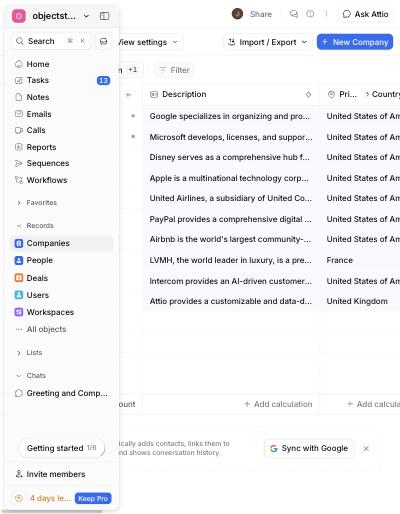 objectst...
Share
Ask Attio
Search
⌘ K
View settings
Import / Export
New Company
Home
Tasks 13
Notes
Emails
Calls
Reports
Sequences
Workflows
Favorites
Records
Companies
People
Deals
Users
Workspaces
All objects
Lists
Chats
Greeting and Comp...
Getting started 1/6
Invite members
4 days le... Keep Pro
+1
Filter
Description
Pri... > Country
Google specializes in organizing and pro... United States of Am
Microsoft develops, licenses, and suppor... United States of Am
Disney serves as a comprehensive hub f... United States of Am
Apple is a multinational technology corp... United States of Am
United Airlines, a subsidiary of United Co... United States of Am
PayPal provides a comprehensive digital ... United States of Am
Airbnb is the world's largest community-... United States of Am
LVMH, the world leader in luxury, is a pre... France
Intercom provides an AI-driven customer... United States of Am
Attio provides a customizable and data-d... United Kingdom
ount
+ Add calculation
+ Add calcula
ically adds contacts, links them to
nd shows conversation history.
Sync with Google